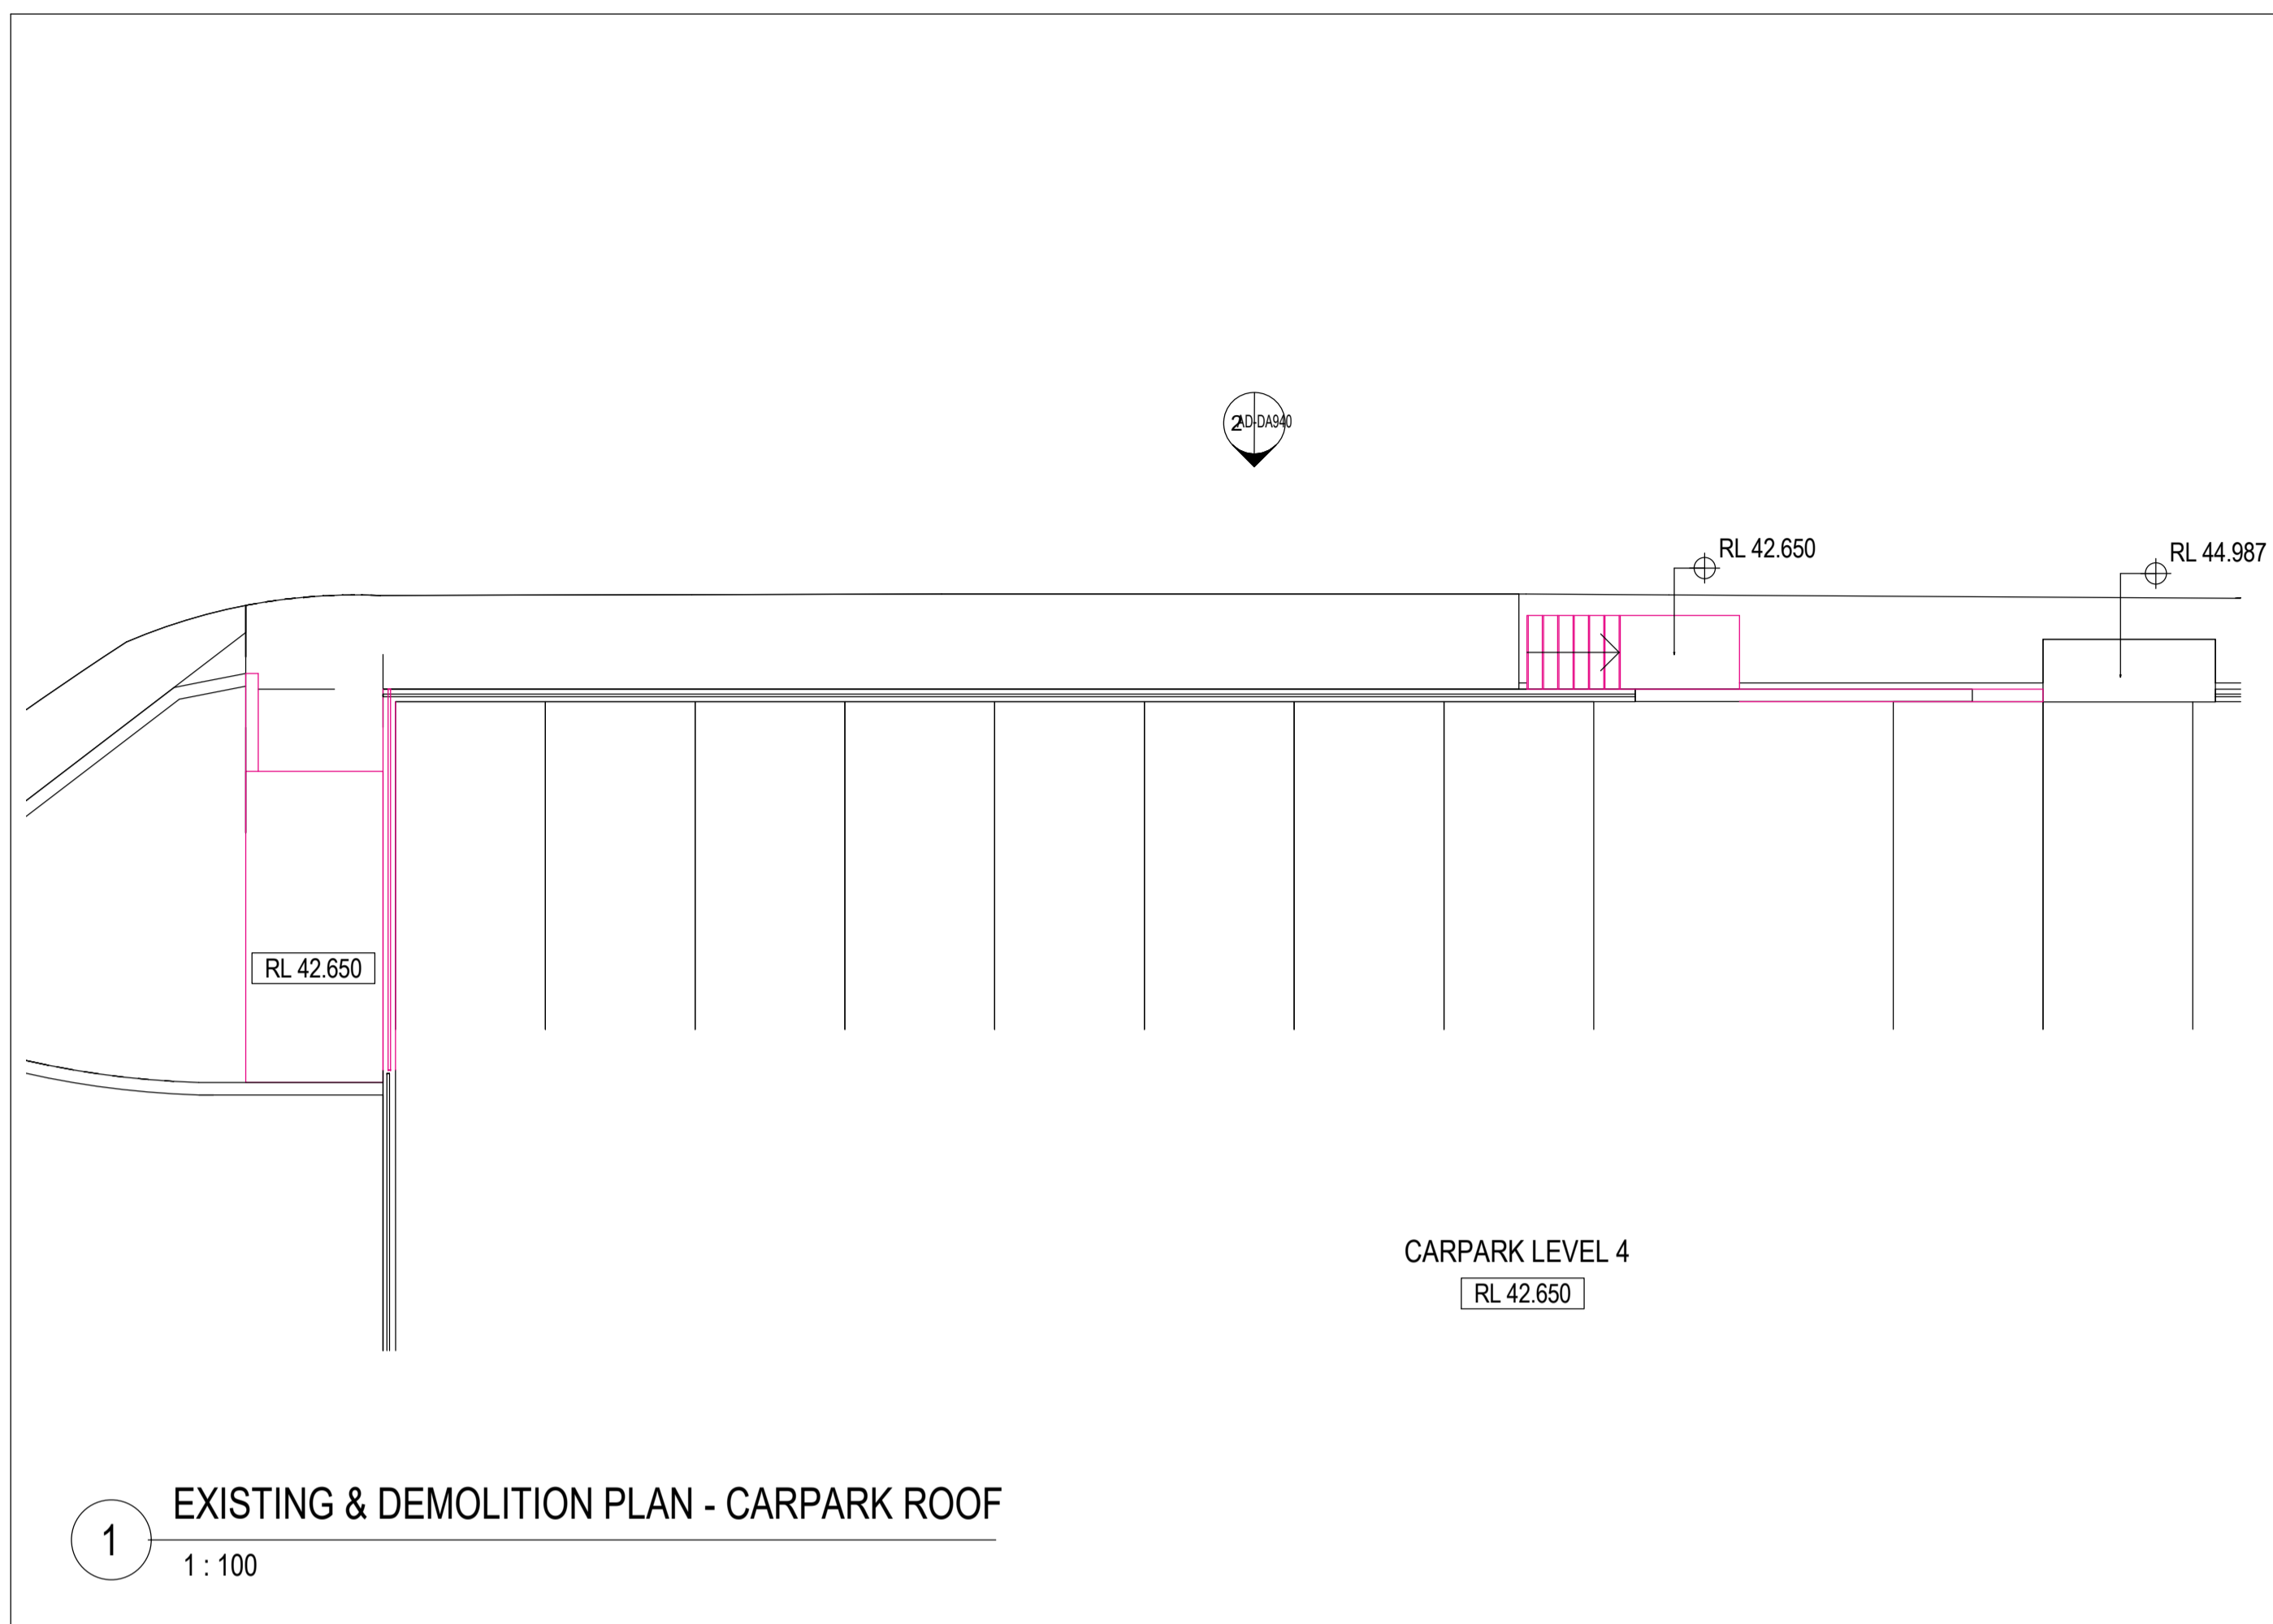 2 AD-DA940
RL 42.650
RL 44.987
RL 42.650
CARPARK LEVEL 4
RL 42.650
1
EXISTING & DEMOLITION PLAN - CARPARK ROOF
1 : 100